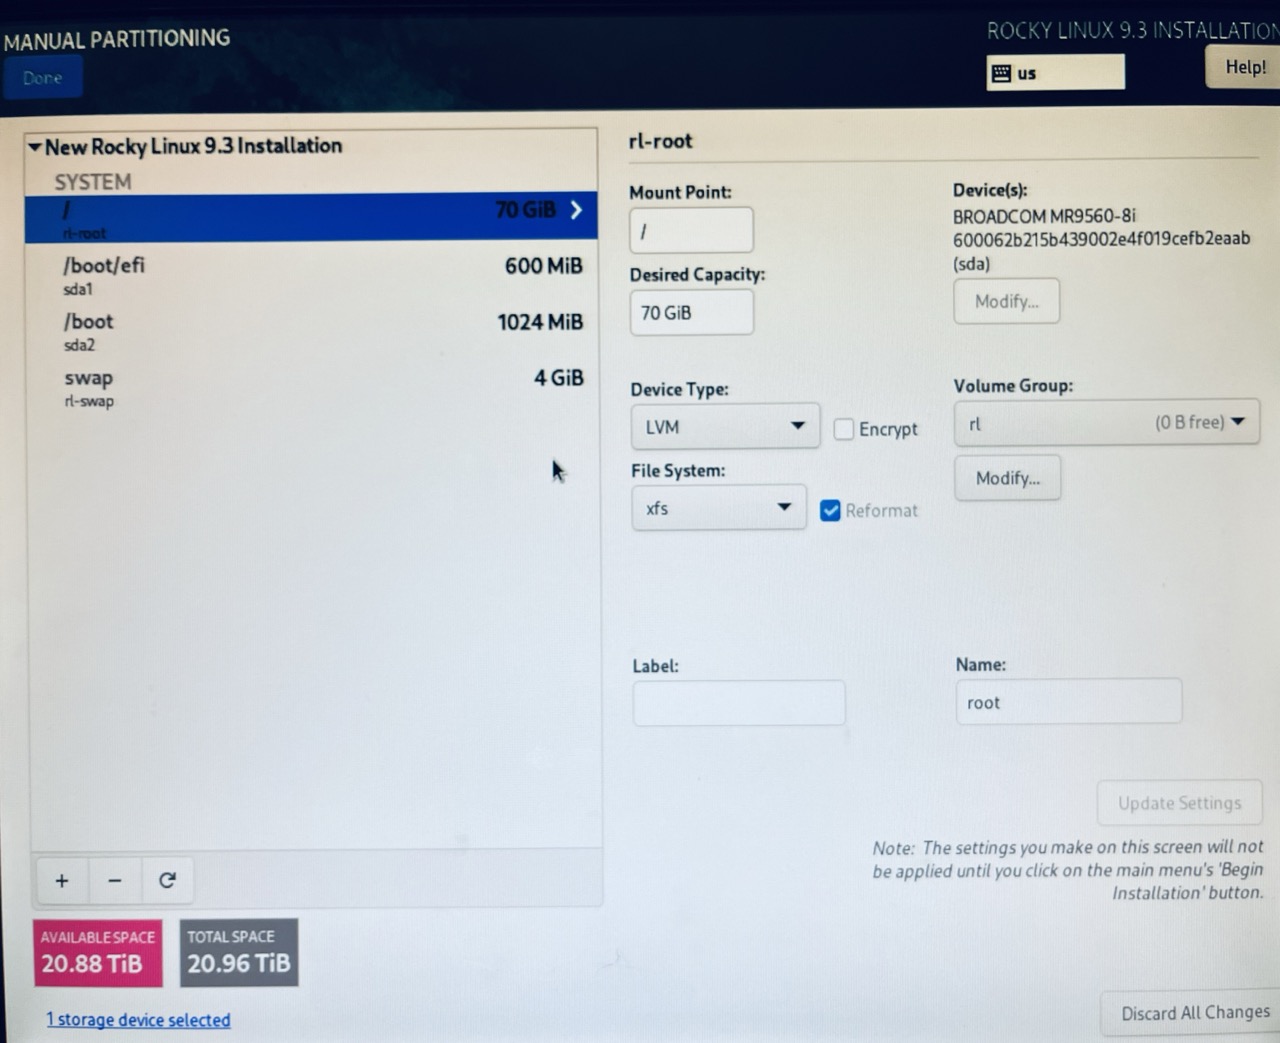 MANUAL PARTITIONING
ROCKY LINUX 9.3 INSTALLATION
Done
us
Help!
New Rocky Linux 9.3 Installation
SYSTEM
/
70 GiB
rl-root
/boot/efi
600 MiB
sda1
/boot
1024 MiB
sda2
swap
4 GiB
rl-swap
rl-root
Mount Point:
/
Desired Capacity:
70 GiB
Device(s):
BROADCOM MR9560-8i
600062b215b439002e4f019cefb2eaab
(sda)
Modify...
Device Type:
LVM
Encrypt
Volume Group:
rl (0 B free)
Modify...
File System:
xfs
Reformat
Label:
Name:
root
Update Settings
Note: The settings you make on this screen will not
be applied until you click on the main menu's 'Begin
Installation' button.
+ −
AVAILABLE SPACE
20.88 TiB
TOTAL SPACE
20.96 TiB
1 storage device selected
Discard All Changes